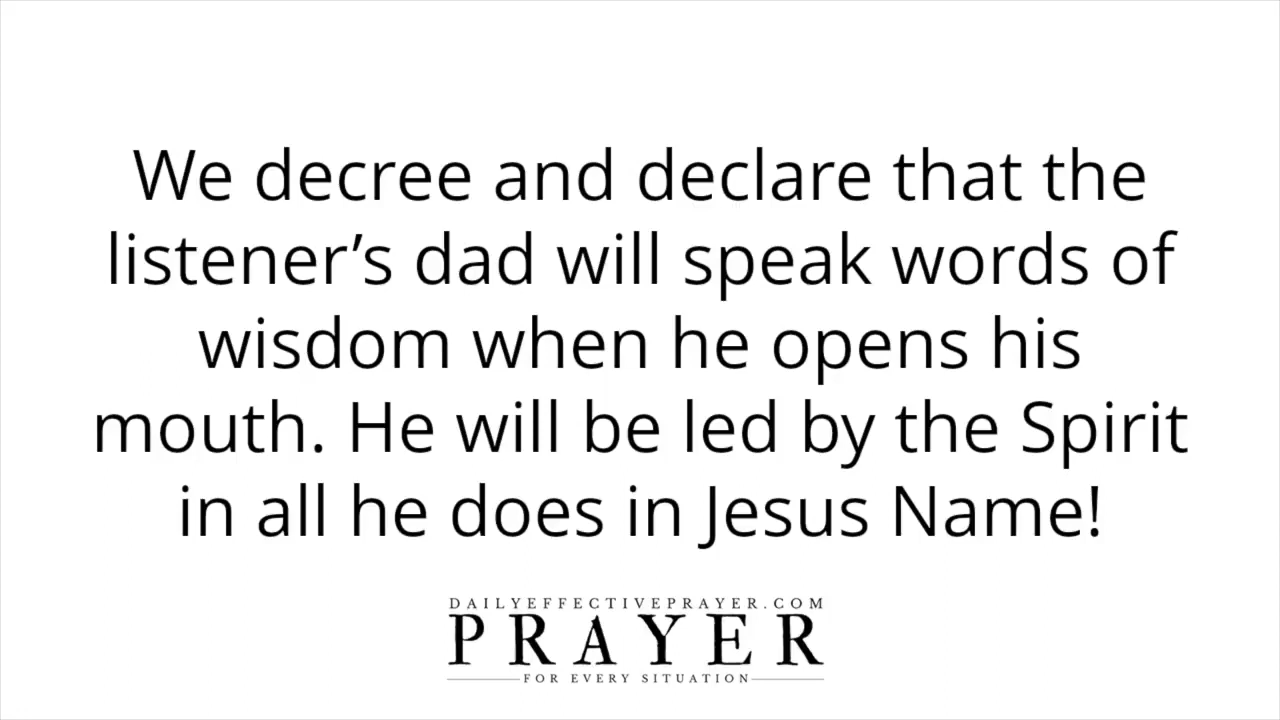 We decree and declare that the
listener’s dad will speak words of
wisdom when he opens his
mouth. He will be led by the Spirit
in all he does in Jesus Name!
DAILYEFFECTIVEPRAYER.COM
PRAYER
FOR EVERY SITUATION